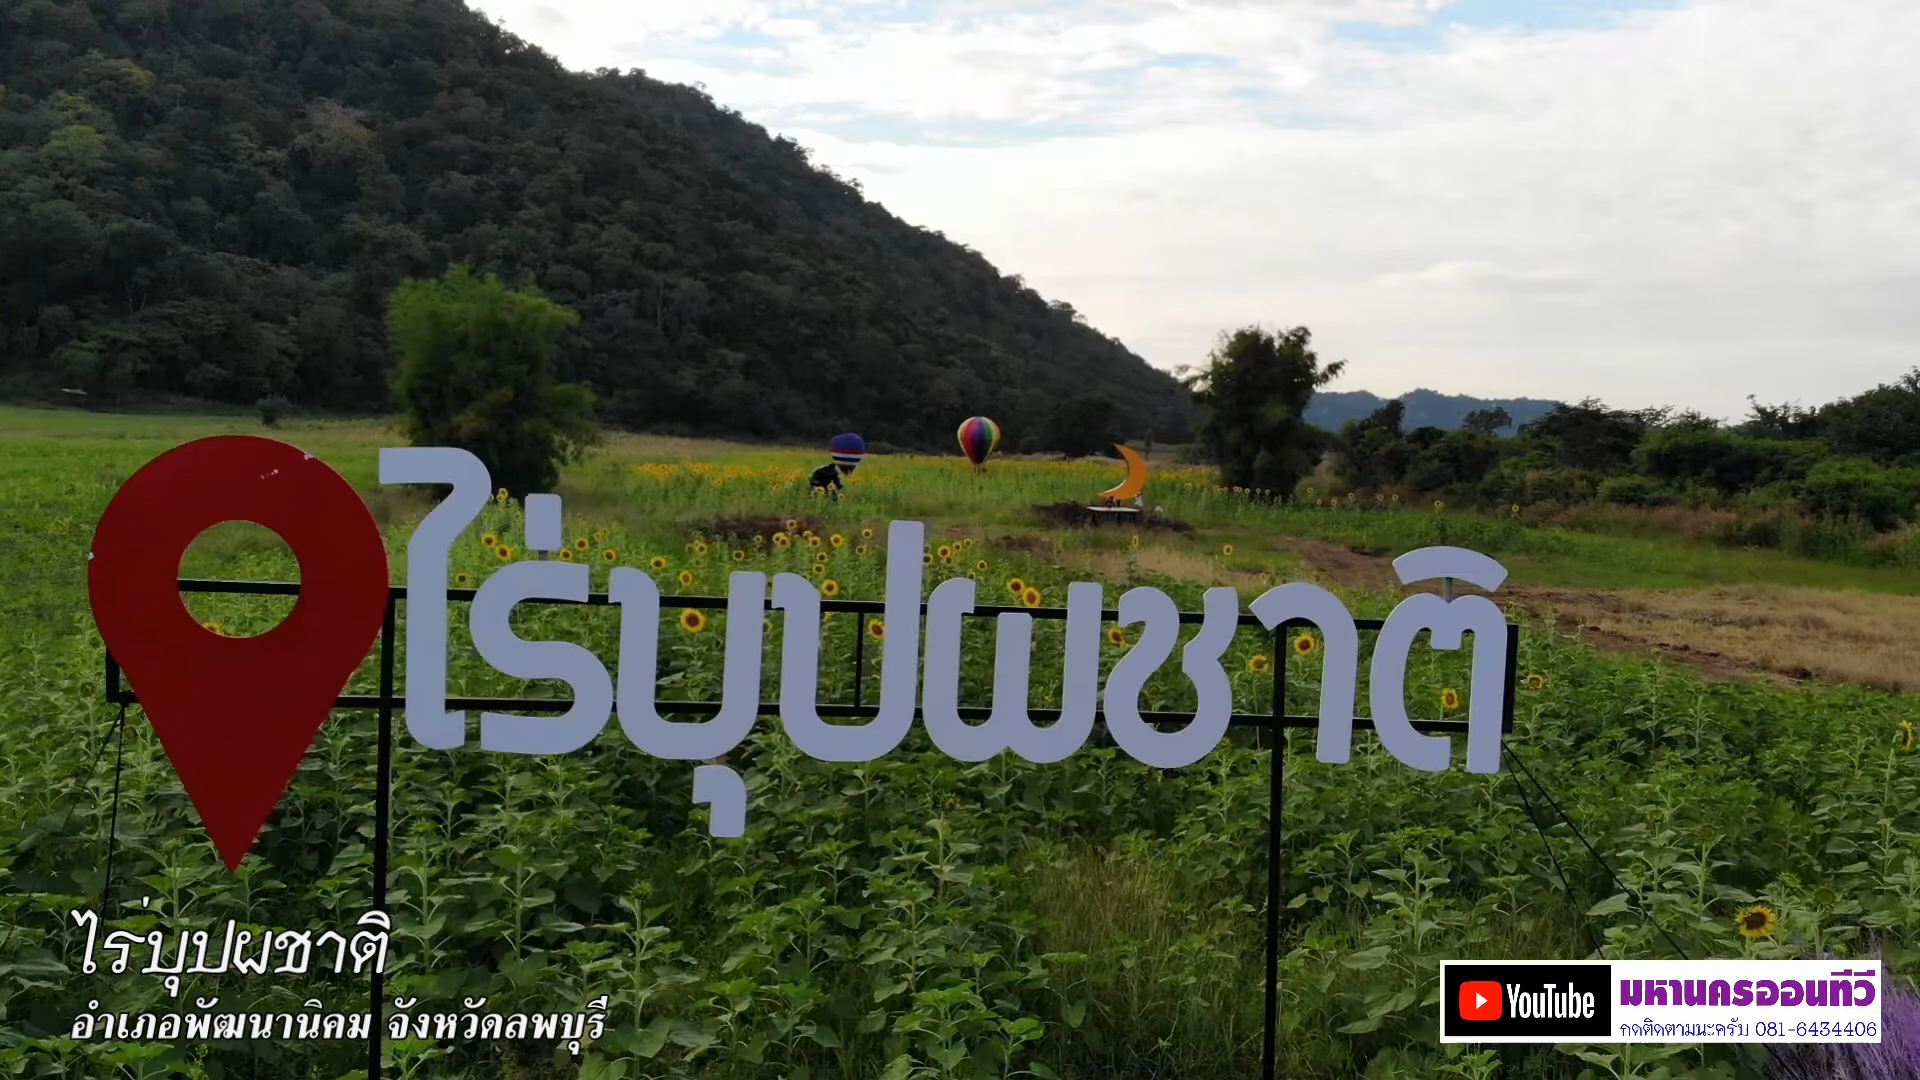 ไร่บุปผชาติ
ไร่บุปผชาติ
อำเภอพัฒนานิคม จังหวัดลพบุรี
YouTube
มหานครออนทีวี
กดติดตามนะครับ 081-6434406